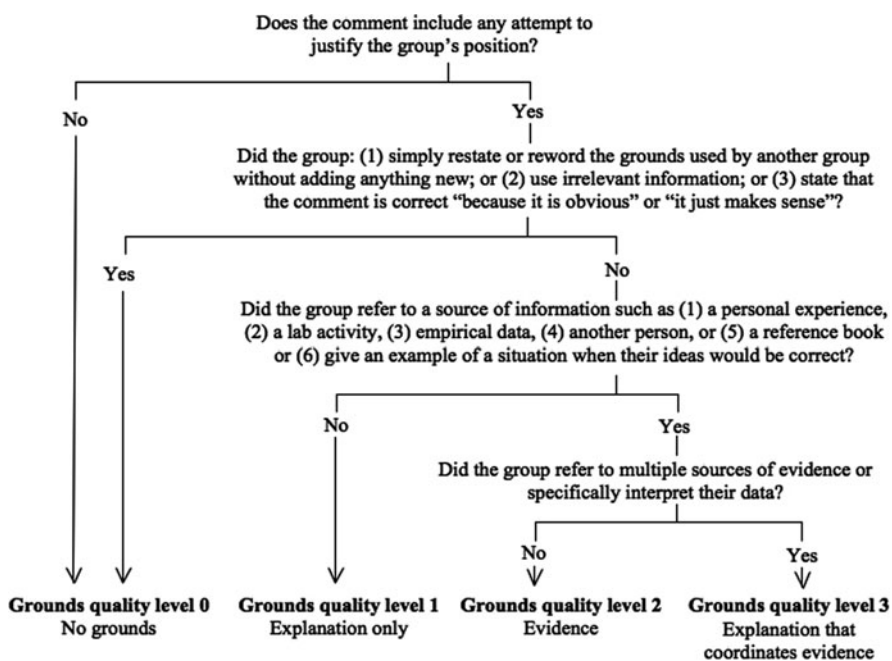 Does the comment include any attempt to
justify the group's position?
No
Yes
Did the group: (1) simply restate or reword the grounds used by another group
without adding anything new; or (2) use irrelevant information; or (3) state that
the comment is correct “because it is obvious” or “it just makes sense”?
Yes
No
Did the group refer to a source of information such as (1) a personal experience,
(2) a lab activity, (3) empirical data, (4) another person, or (5) a reference book
or (6) give an example of a situation when their ideas would be correct?
No
Yes
Did the group refer to multiple sources of evidence or
specifically interpret their data?
No
Yes
Grounds quality level 0
No grounds
Grounds quality level 1
Explanation only
Grounds quality level 2
Evidence
Grounds quality level 3
Explanation that
coordinates evidence